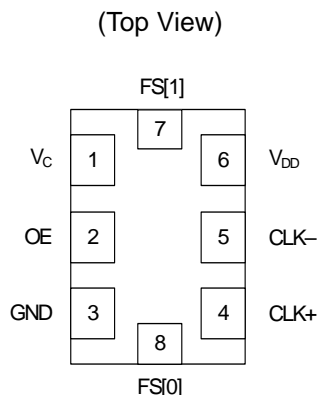 (Top View)
FS[1]
7
V_C 1 6 V_DD
OE 2 5 CLK–
GND 3 4 CLK+
8
FS[0]